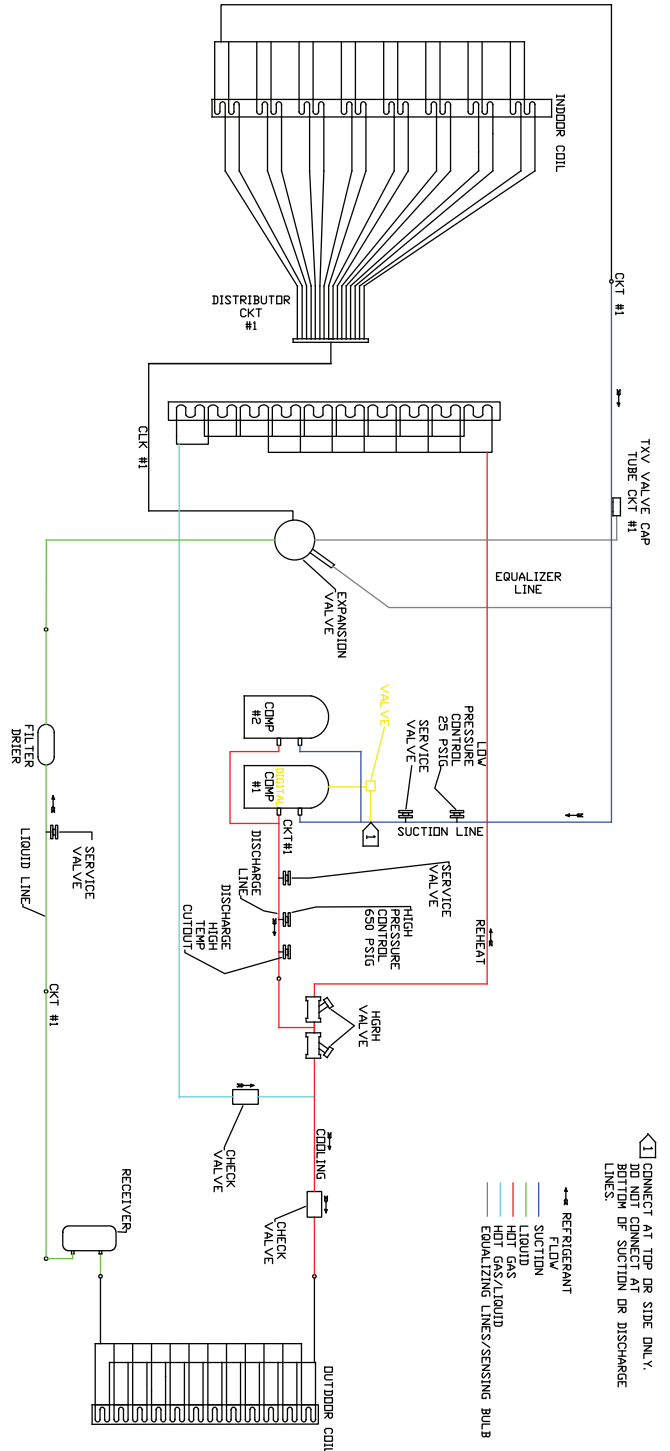 INDOOR COIL
CKT #1
DISTRIBUTOR
CKT
#1
CLK #1
TXV VALVE CAP
TUBE CKT #1
EQUALIZER
LINE
EXPANSION
VALVE
COMP
#2
DIGITAL
COMP
#1
VALVE
LOW
PRESSURE
CONTROL
25 PSIG
SERVICE
VALVE
1
SUCTION LINE
CKT#1
DISCHARGE
LINE
SERVICE
VALVE
HIGH
PRESSURE
CONTROL
650 PSIG
DISCHARGE
HIGH
TEMP
CUTOUT
REHEAT
HGRH
VALVE
FILTER
DRIER
SERVICE
VALVE
LIQUID LINE
CKT #1
CHECK
VALVE
COOLING
CHECK
VALVE
RECEIVER
OUTDOOR COIL
1 CONNECT AT TOP OR SIDE ONLY.
DO NOT CONNECT AT
BOTTOM OF SUCTION OR DISCHARGE
LINES.
REFRIGERANT
FLOW
SUCTION
LIQUID
HOT GAS
HOT GAS/LIQUID
EQUALIZING LINES/SENSING BULB